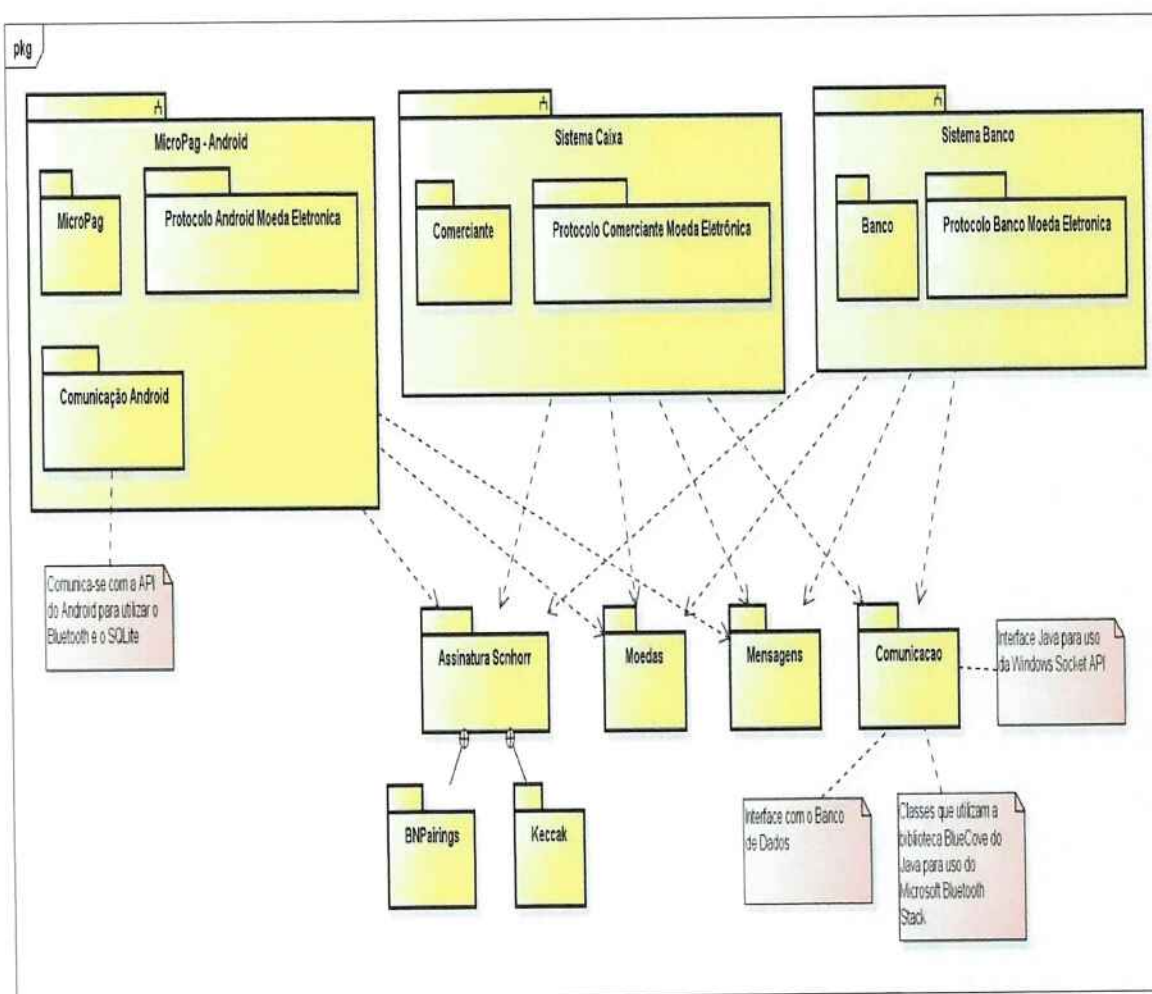 pkg
MicroPag - Android
MicroPag
Protocolo Android Moeda Eletronica
Comunicação Android
Sistema Caixa
Comerciante
Protocolo Comerciante Moeda Eletrônica
Sistema Banco
Banco
Protocolo Banco Moeda Eletronica
Comunica-se com a API
do Android para utilizar o
Bluetooth e o SQLite
Assinatura Scnhorr
Moedas
Mensagens
Comunicacao
Interface Java para uso
da Windows Socket API
BNPairings
Keccak
Interface com o Banco
de Dados
Classes que utilizam a
biblioteca BlueCove do
Java para uso do
Microsoft Bluetooth
Stack